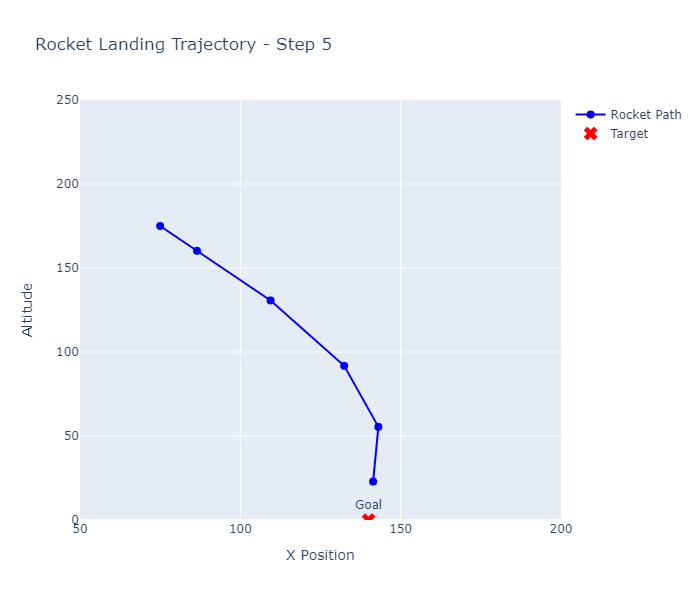 Rocket Landing Trajectory - Step 5
Rocket Path
Target
250
200
150
100
50
0
Altitude
Goal
50
100
150
200
X Position